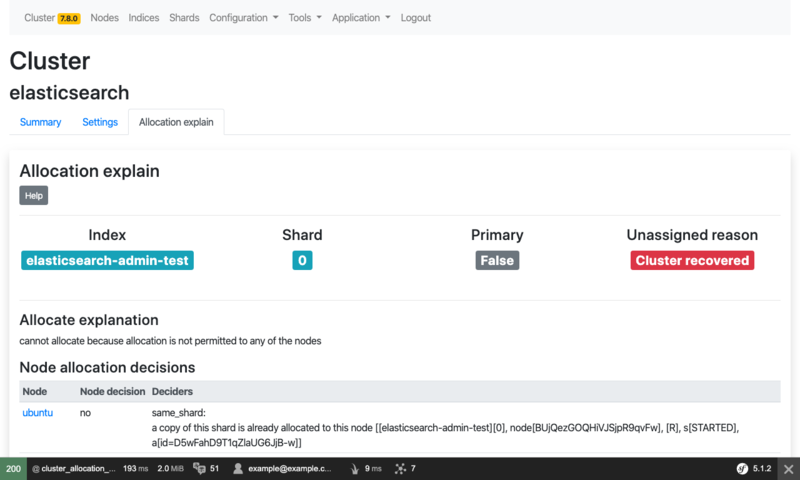 Cluster 7.8.0 Nodes Indices Shards Configuration Tools Application Logout
Cluster
elasticsearch
Summary Settings Allocation explain
Allocation explain
Help
Index Shard Primary Unassigned reason
elasticsearch-admin-test 0 False Cluster recovered
Allocate explanation
cannot allocate because allocation is not permitted to any of the nodes
Node allocation decisions
Node Node decision Deciders
ubuntu no same_shard:
a copy of this shard is already allocated to this node [[elasticsearch-admin-test][0], node[BUjQezGOQHiVJSjpR9qvFw], [R], s[STARTED],
a[id=D5wFahD9T1qZlaUG6JjB-w]]
200 @ cluster_allocation_... 193 ms 2.0 MiB 51 example@example.c... 9 ms 7 sf 5.1.2